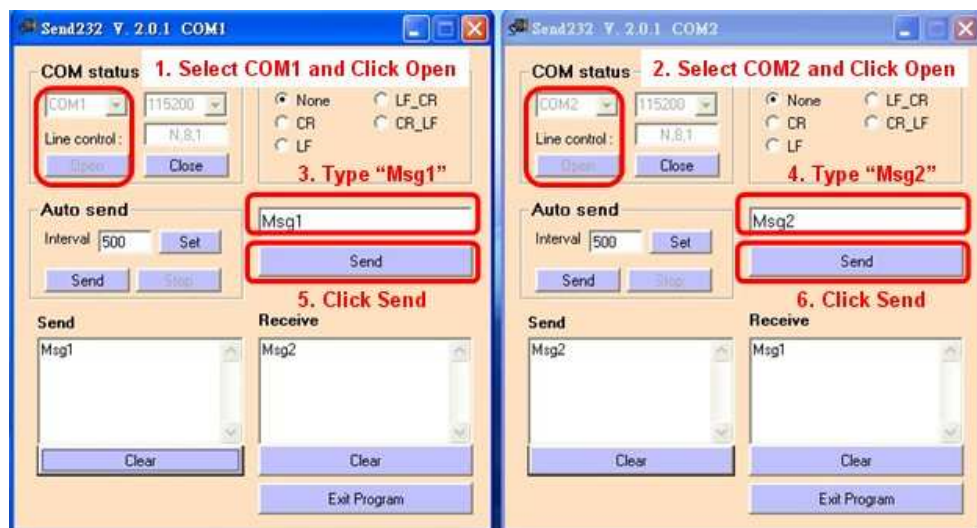 Send232 V. 2.0.1 COM1
1. Select COM1 and Click Open
COM status
COM1
115200
Line control :
N,8,1
Open
Close
None
CR
LF
LF_CR
CR_LF
3. Type “Msg1”
Auto send
Interval
500
Set
Send
Stop
Msg1
Send
5. Click Send
Send
Msg1
Clear
Receive
Msg2
Clear
Exit Program
Send232 V. 2.0.1 COM2
2. Select COM2 and Click Open
COM status
COM2
115200
Line control :
N,8,1
Open
Close
None
CR
LF
LF_CR
CR_LF
4. Type “Msg2”
Auto send
Interval
500
Set
Send
Stop
Msg2
Send
6. Click Send
Send
Msg2
Clear
Receive
Msg1
Clear
Exit Program